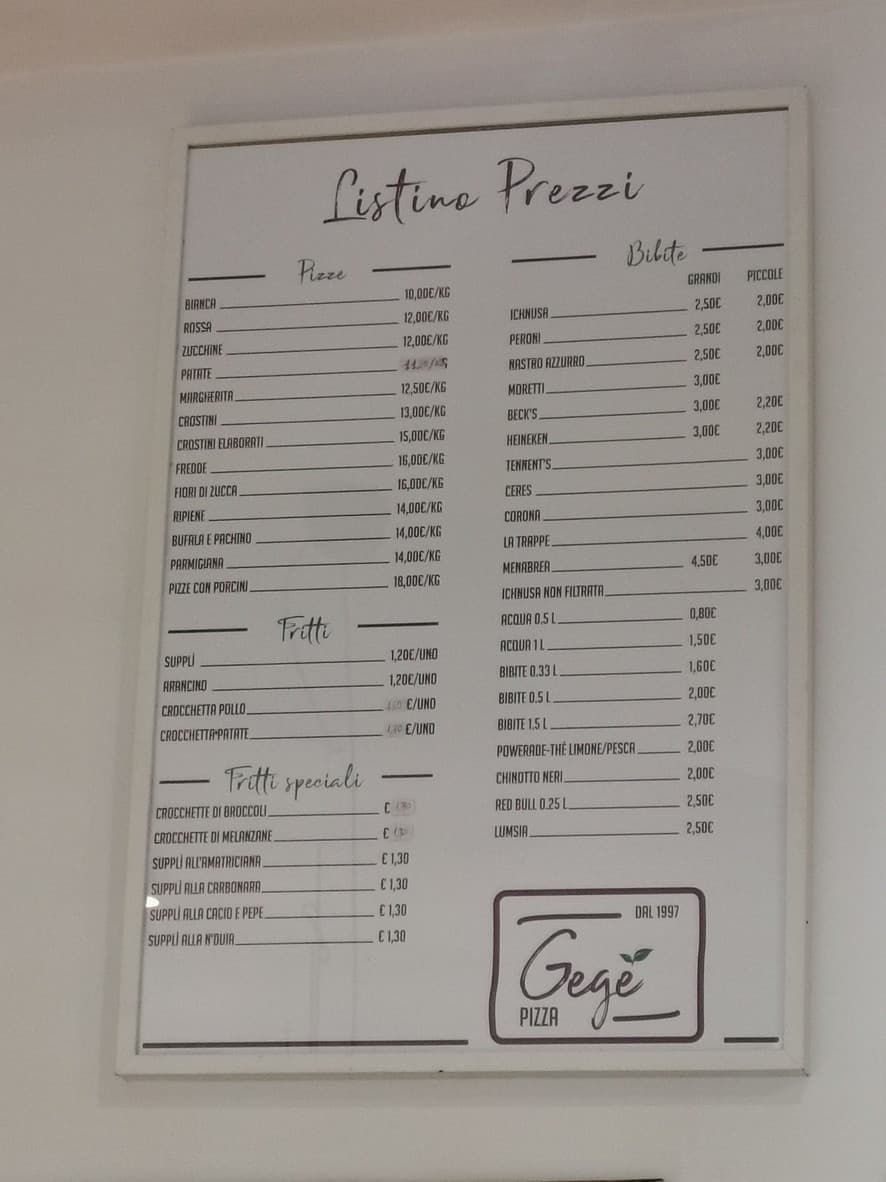 Listino Prezzi
Pizze
BIANCA 10,00€/KG
ROSSA 12,00€/KG
ZUCCHINE 12,00€/KG
PATATE
MARGHERITA 12,50€/KG
CROSTINI 13,00€/KG
CROSTINI ELABORATI 15,00€/KG
FREDDE 16,00€/KG
FIORI DI ZUCCA 16,00€/KG
RIPIENE 14,00€/KG
BUFALA E PACHINO 14,00€/KG
PARMIGIANA 14,00€/KG
PIZZE CON PORCINI 18,00€/KG
Fritti
SUPPLÌ 1,20€/UNO
ARANCINO 1,20€/UNO
CROCCHETTA POLLO €/UNO
CROCCHETTA PATATE €/UNO
Fritti speciali
CROCCHETTE DI BROCCOLI €
CROCCHETTE DI MELANZANE €
SUPPLÌ ALL'AMATRICIANA € 1,30
SUPPLÌ ALLA CARBONARA € 1,30
SUPPLÌ ALLA CACIO E PEPE € 1,30
SUPPLÌ ALLA N'DUIA € 1,30
Bibite
GRANDI PICCOLE
ICHNUSA 2,50€ 2,00€
PERONI 2,50€ 2,00€
NASTRO AZZURRO 2,50€ 2,00€
MORETTI 3,00€
BECK'S 3,00€ 2,20€
HEINEKEN 3,00€ 2,20€
TENNENT'S 3,00€
CERES 3,00€
CORONA 3,00€
LA TRAPPE 4,00€
MENABREA 4,50€ 3,00€
ICHNUSA NON FILTRATA 3,00€
ACQUA 0.5 L 0,80€
ACQUA 1 L 1,50€
BIBITE 0.33 L 1,60€
BIBITE 0.5 L 2,00€
BIBITE 1,5 L 2,70€
POWERADE-THÈ LIMONE/PESCA 2,00€
CHINOTTO NERI 2,00€
RED BULL 0.25 L 2,50€
LUMSIA 2,50€
DAL 1997
Gegè
PIZZA